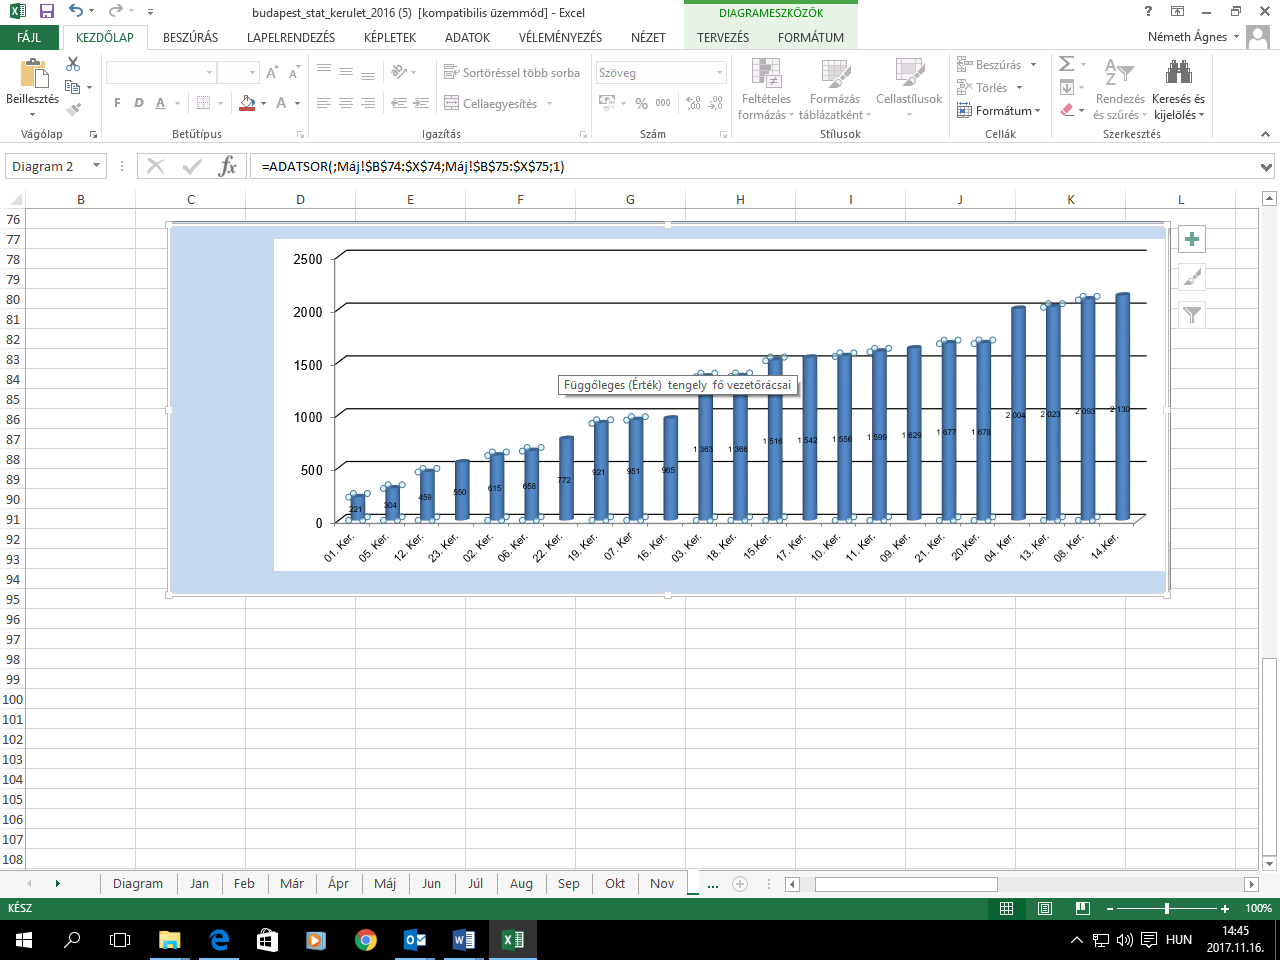 budapest_stat_kerulet_2016 (5)  [kompatibilis üzemmód] - Excel
DIAGRAMESZKÖZÖK
FÁJL KEZDŐLAP BESZÚRÁS LAPELRENDEZÉS KÉPLETEK ADATOK VÉLEMÉNYEZÉS NÉZET TERVEZÉS FORMÁTUM Németh Ágnes
Beillesztés
Vágólap
F D A A
Betűtípus
Sortöréssel több sorba
Cellaegyesítés
Igazítás
Szöveg
% 000
Szám
Feltételes formázás
Formázás táblázatként
Cellastílusok
Stílusok
Beszúrás
Törlés
Formátum
Cellák
Rendezés és szűrés
Keresés és kijelölés
Szerkesztés
Diagram 2 fx =ADATSOR(;Máj!$B$74:$X$74;Máj!$B$75:$X$75;1)
B C D E F G H I J K L
76
77
78
79
80
81
82
83
84
85
86
87
88
89
90
91
92
93
94
95
96
97
98
99
100
101
102
103
104
105
106
107
108
2500
2000
1500
1000
500
0
Függőleges (Érték)  tengely  fő vezetőrácsai
221 304 459 550 615 658 772 921 951 965 1 363 1 366 1 516 1 542 1 556 1 599 1 629 1 677 1 678 2 004 2 023 2 093 2 130
01. Ker. 05. Ker. 12. Ker. 23. Ker. 02. Ker. 06. Ker. 22. Ker. 19. Ker. 07. Ker 16. Ker. 03. Ker. 18. Ker. 15.Ker. 17. Ker. 10. Ker. 11. Ker. 09. Ker. 21. Ker. 20.Ker. 04. Ker. 13. Ker. 08. Ker. 14.Ker.
Diagram Jan Feb Már Ápr Máj Jun Júl Aug Sep Okt Nov ...
KÉSZ 100%
HUN
14:45
2017.11.16.